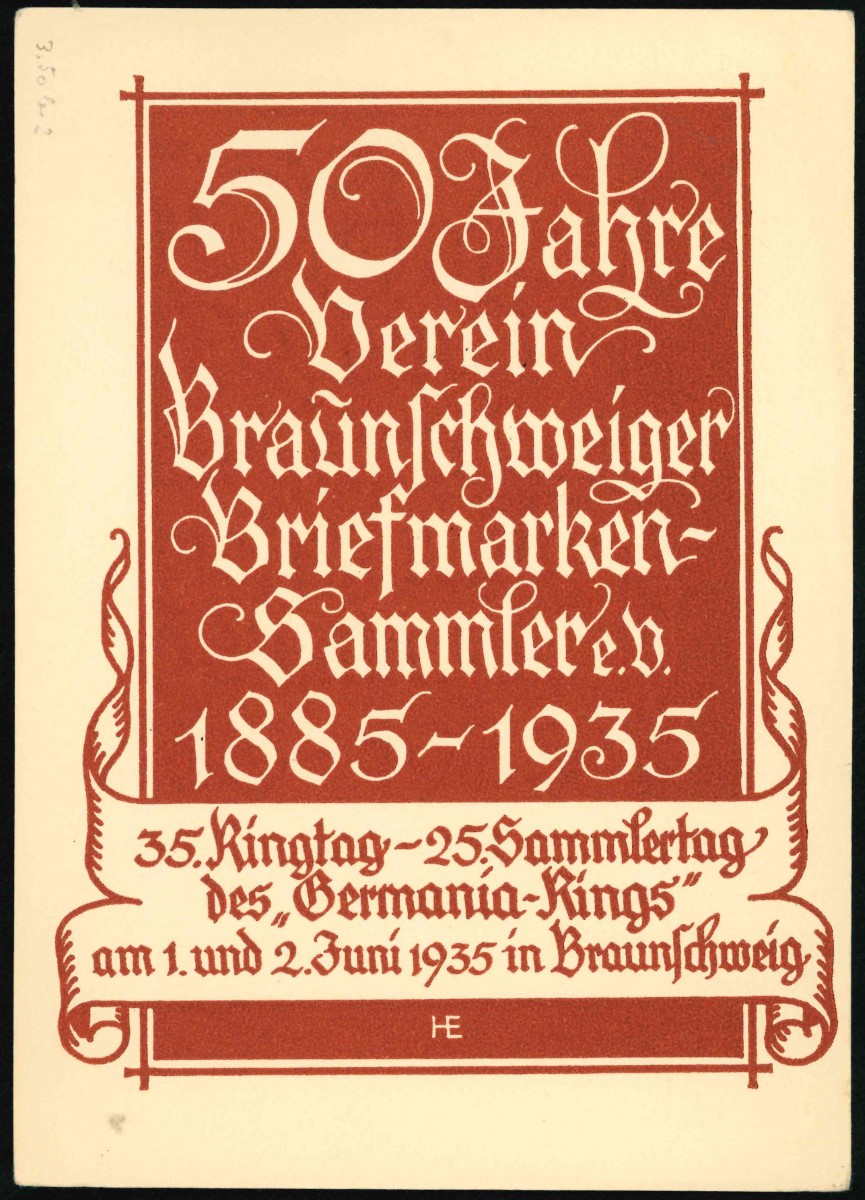 50 Jahre
Verein
Braunſchweiger
Briefmarken-
Sammler e.V.
1885-1935
35. Ringtag - 25. Sammlertag
des „Germania-Rings“
am 1. und 2. Juni 1935 in Braunſchweig
HE